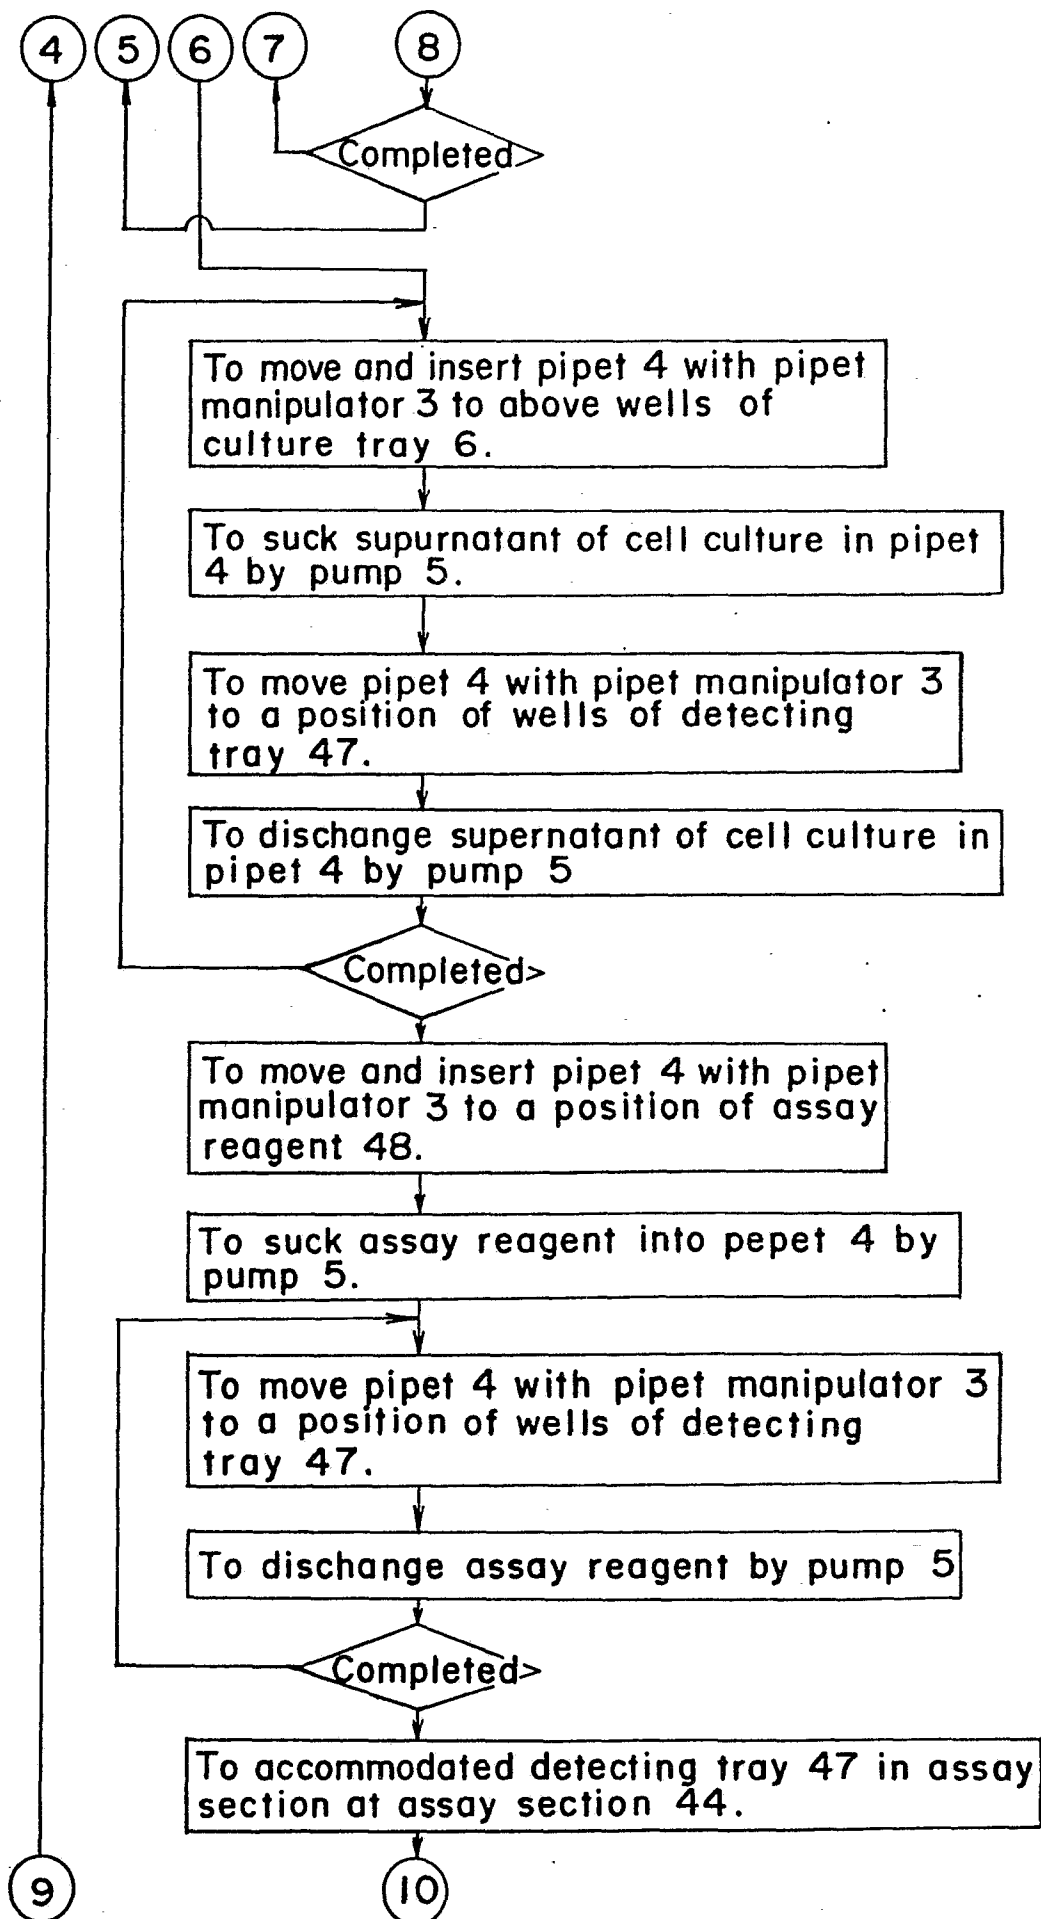 4 5 6 7 8
Completed
To move and insert pipet 4 with pipet
manipulator 3 to above wells of
culture tray 6.
To suck supurnatant of cell culture in pipet
4 by pump 5.
To move pipet 4 with pipet manipulator 3
to a position of wells of detecting
tray 47.
To dischange supernatant of cell culture in
pipet 4 by pump 5
Completed
To move and insert pipet 4 with pipet
manipulator 3 to a position of assay
reagent 48.
To suck assay reagent into pepet 4 by
pump 5.
To move pipet 4 with pipet manipulator 3
to a position of wells of detecting
tray 47.
To dischange assay reagent by pump 5
Completed
To accommodated detecting tray 47 in assay
section at assay section 44.
9 10